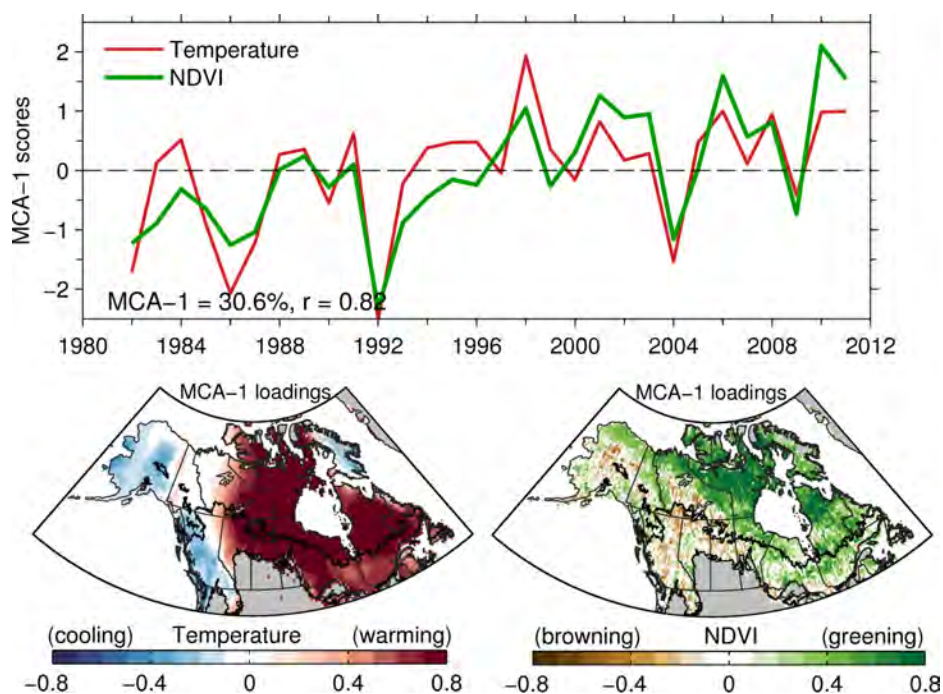 2
Temperature
NDVI
1
0
−1
−2
MCA−1 scores
MCA−1 = 30.6%, r = 0.82
1980 1984 1988 1992 1996 2000 2004 2008 2012
MCA−1 loadings MCA−1 loadings
(cooling) Temperature (warming) (browning) NDVI (greening)
−0.8 −0.4 0 0.4 0.8 −0.8 −0.4 0 0.4 0.8